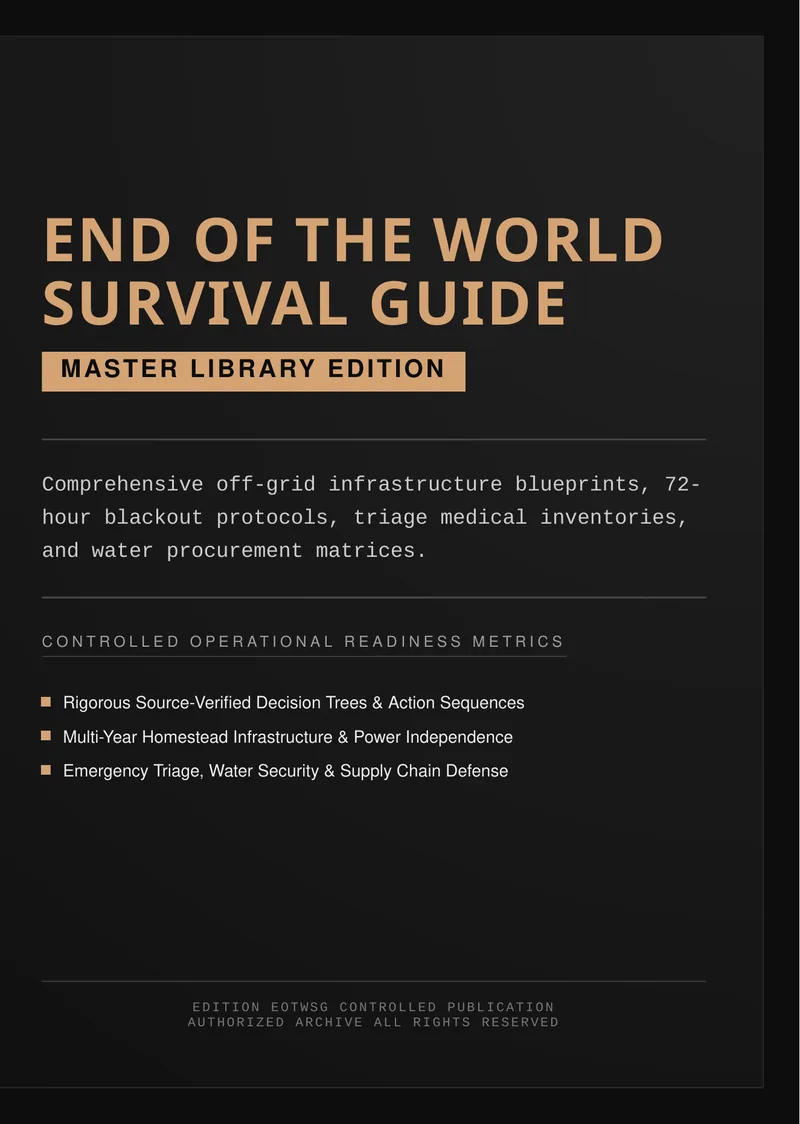 END OF THE WORLD
SURVIVAL GUIDE
MASTER LIBRARY EDITION
Comprehensive off-grid infrastructure blueprints, 72-
hour blackout protocols, triage medical inventories,
and water procurement matrices.
CONTROLLED OPERATIONAL READINESS METRICS
Rigorous Source-Verified Decision Trees & Action Sequences
Multi-Year Homestead Infrastructure & Power Independence
Emergency Triage, Water Security & Supply Chain Defense
EDITION EOTWSG CONTROLLED PUBLICATION
AUTHORIZED ARCHIVE ALL RIGHTS RESERVED